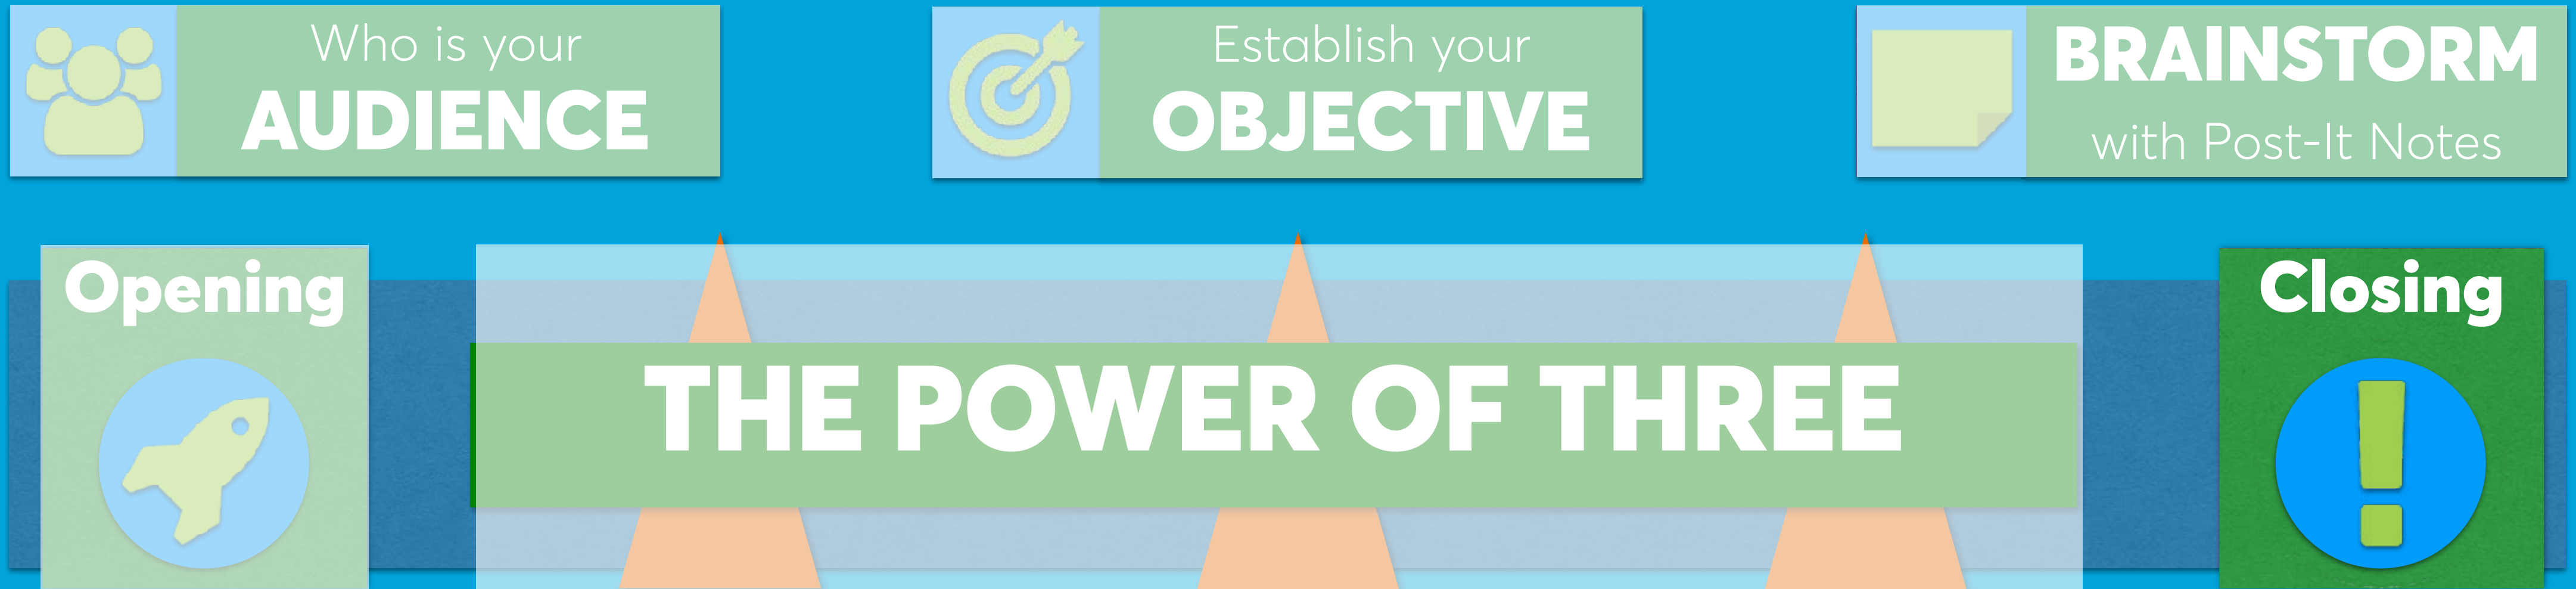 Who is your
AUDIENCE
Establish your
OBJECTIVE
BRAINSTORM
with Post-It Notes
Opening
THE POWER OF THREE
Closing